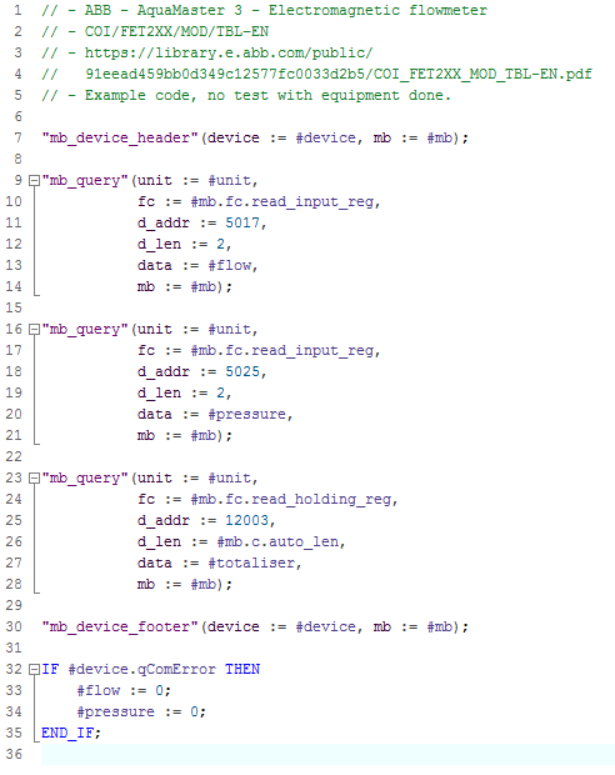 1 // - ABB - AquaMaster 3 - Electromagnetic flowmeter
2 // - COI/FET2XX/MOD/TBL-EN
3 // - https://library.e.abb.com/public/
4 //   91eead459bb0d349c12577fc0033d2b5/COI_FET2XX_MOD_TBL-EN.pdf
5 // - Example code, no test with equipment done.
6
7 "mb_device_header"(device := #device, mb := #mb);
8
9 "mb_query"(unit := #unit,
10 fc := #mb.fc.read_input_reg,
11 d_addr := 5017,
12 d_len := 2,
13 data := #flow,
14 mb := #mb);
15
16 "mb_query"(unit := #unit,
17 fc := #mb.fc.read_input_reg,
18 d_addr := 5025,
19 d_len := 2,
20 data := #pressure,
21 mb := #mb);
22
23 "mb_query"(unit := #unit,
24 fc := #mb.fc.read_holding_reg,
25 d_addr := 12003,
26 d_len := #mb.c.auto_len,
27 data := #totaliser,
28 mb := #mb);
29
30 "mb_device_footer"(device := #device, mb := #mb);
31
32 IF #device.qComError THEN
33 #flow := 0;
34 #pressure := 0;
35 END_IF;
36